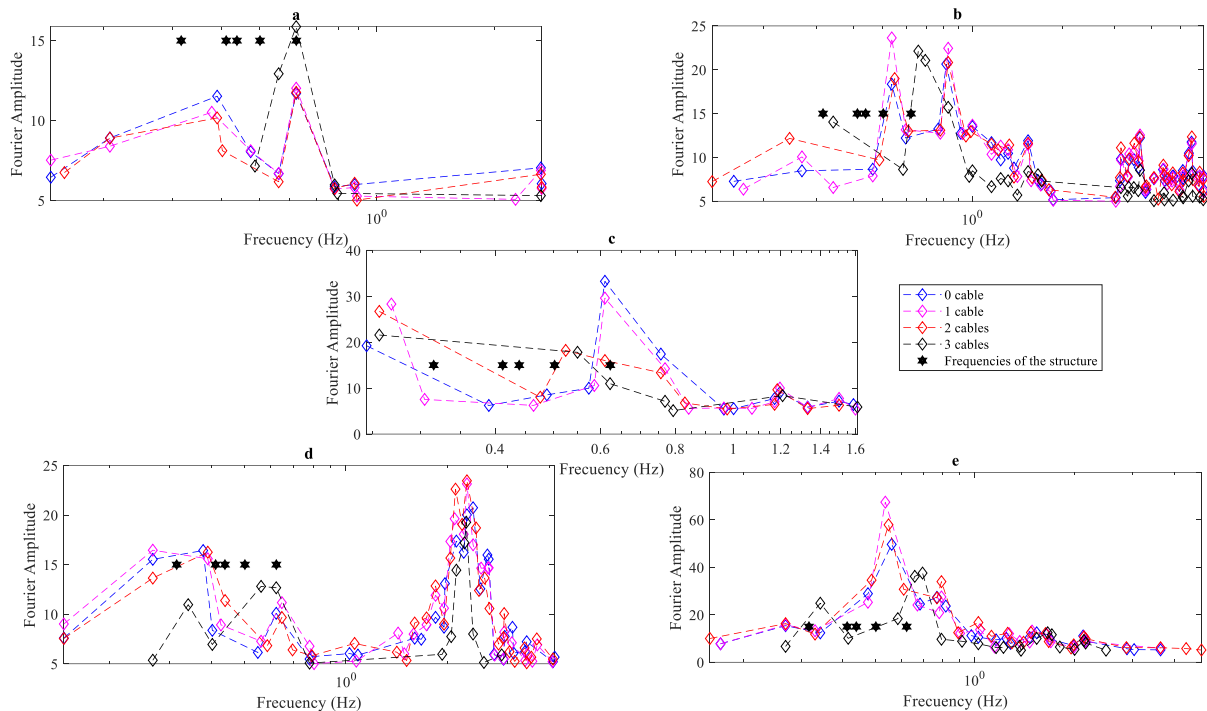 a
15
10
5
Fourier Amplitude
10^0
Frecuency (Hz)
b
25
20
15
10
5
Fourier Amplitude
10^0
Frecuency (Hz)
c
40
30
20
10
0
Fourier Amplitude
0.4 0.6 0.8 1 1.2 1.4 1.6
Frecuency (Hz)
0 cable
1 cable
2 cables
3 cables
Frequencies of the structure
d
25
20
15
10
5
Fourier Amplitude
10^0
Frecuency (Hz)
e
80
60
40
20
0
Fourier Amplitude
10^0
Frecuency (Hz)